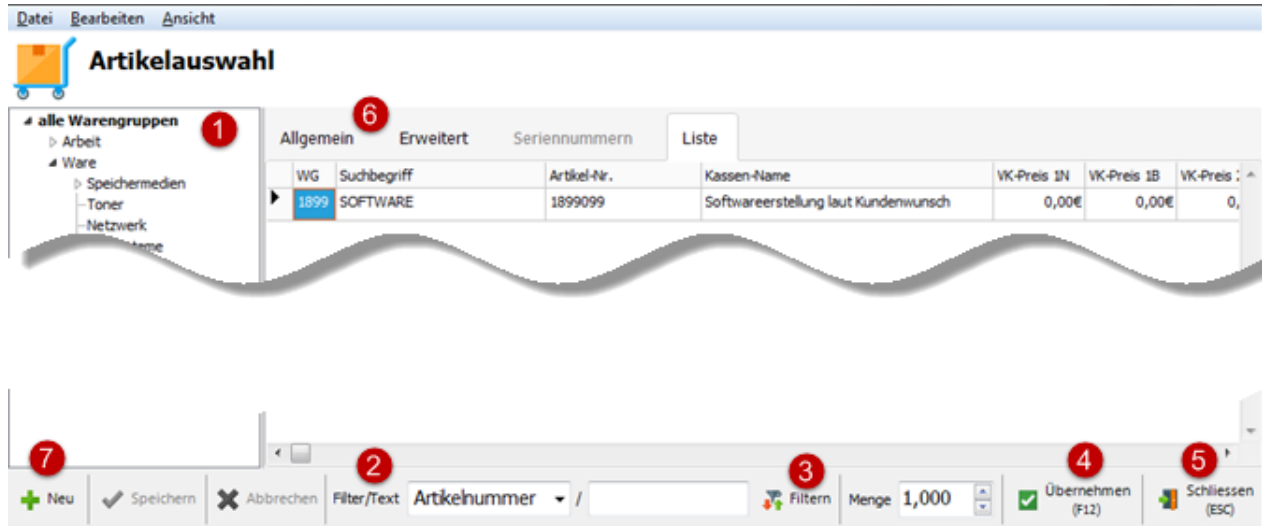 Datei Bearbeiten Ansicht
Artikelauswahl
alle Warengruppen 1
Arbeit
Ware
Speichermedien
Toner
Netzwerk
6
Allgemein Erweitert Seriennummern Liste
WG Suchbegriff Artikel-Nr. Kassen-Name VK-Preis 1N VK-Preis 1B VK-Preis
1899 SOFTWARE 1899099 Softwareerstellung laut Kundenwunsch 0,00€ 0,00€ 0,
7 2 3 4 5
Neu Speichern Abbrechen Filter/Text Artikelnummer / Filtern Menge 1,000 Übernehmen (F12) Schliessen (ESC)